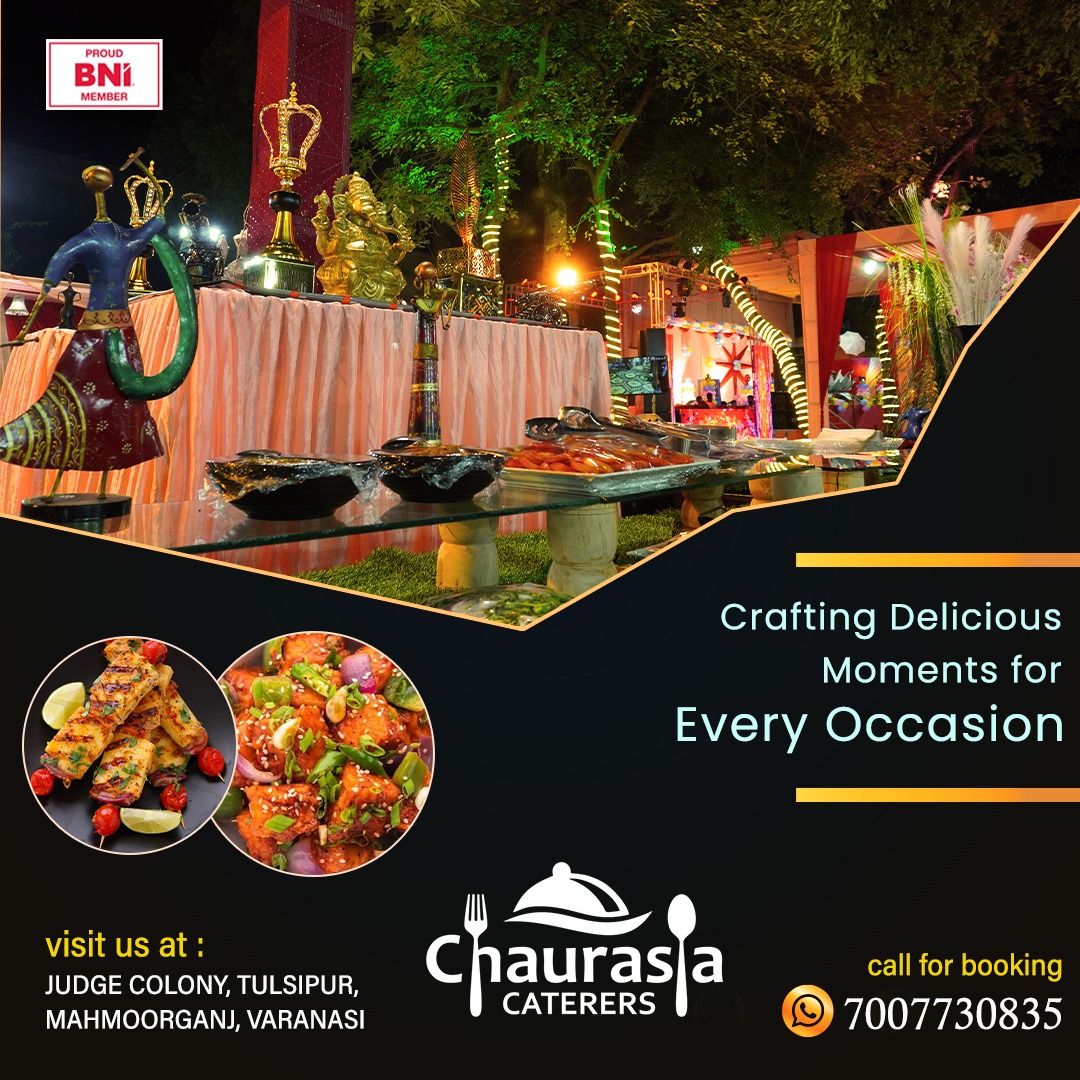 PROUD
BNI
MEMBER
Crafting Delicious
Moments for
Every Occasion
visit us at :
JUDGE COLONY, TULSIPUR,
MAHMOORGANJ, VARANASI
Chaurasia
CATERERS
call for booking
7007730835